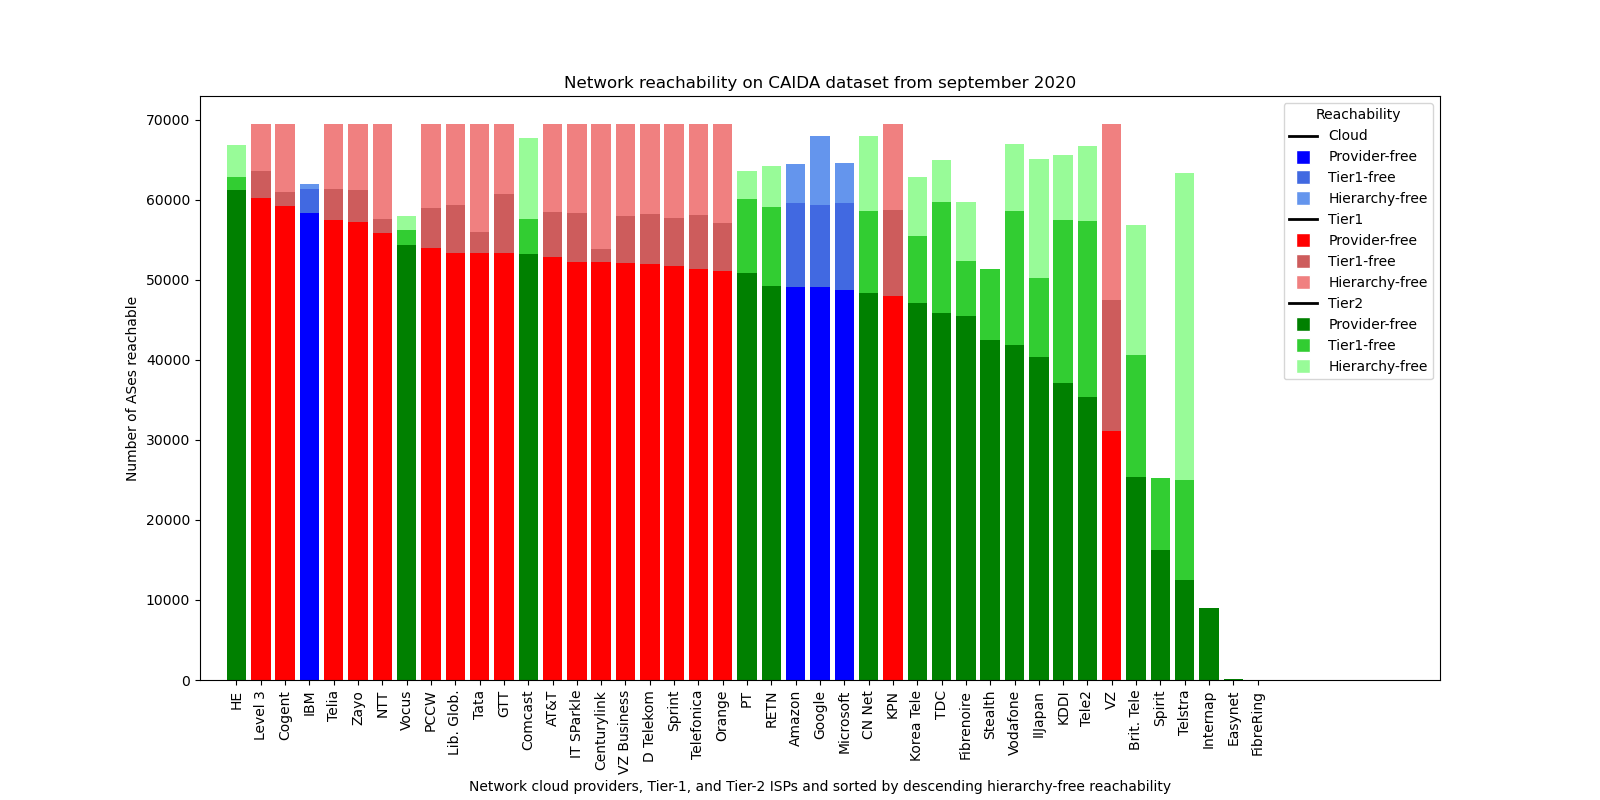 Network reachability on CAIDA dataset from september 2020
Number of ASes reachable
70000
60000
50000
40000
30000
20000
10000
0
Reachability
Cloud
Provider-free
Tier1-free
Hierarchy-free
Tier1
Provider-free
Tier1-free
Hierarchy-free
Tier2
Provider-free
Tier1-free
Hierarchy-free
HE
Level 3
Cogent
IBM
Telia
Zayo
NTT
Vocus
PCCW
Lib. Glob.
Tata
GTT
Comcast
AT&T
IT SParkle
Centurylink
VZ Business
D Telekom
Sprint
Telefonica
Orange
PT
RETN
Amazon
Google
Microsoft
CN Net
KPN
Korea Tele
TDC
Fibrenoire
Stealth
Vodafone
IIJapan
KDDI
Tele2
VZ
Brit. Tele
Spirit
Telstra
Internap
Easynet
FibreRing
Network cloud providers, Tier-1, and Tier-2 ISPs and sorted by descending hierarchy-free reachability